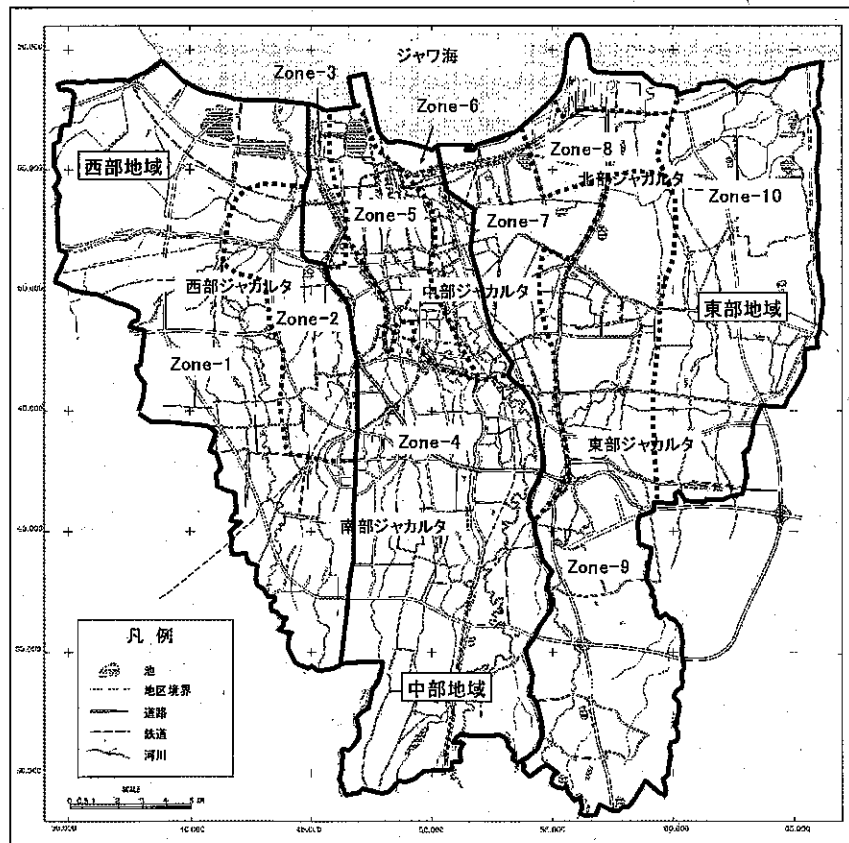 ジャワ海
Zone-3
Zone-6
Zone-8
西部地域
北部ジャカルタ
Zone-10
Zone-5
Zone-7
西部ジャカルタ
中部ジャカルタ
東部地域
Zone-2
Zone-1
Zone-4
東部ジャカルタ
南部ジャカルタ
Zone-9
中部地域
凡 例
池
地区境界
道路
鉄道
河川
SCALE